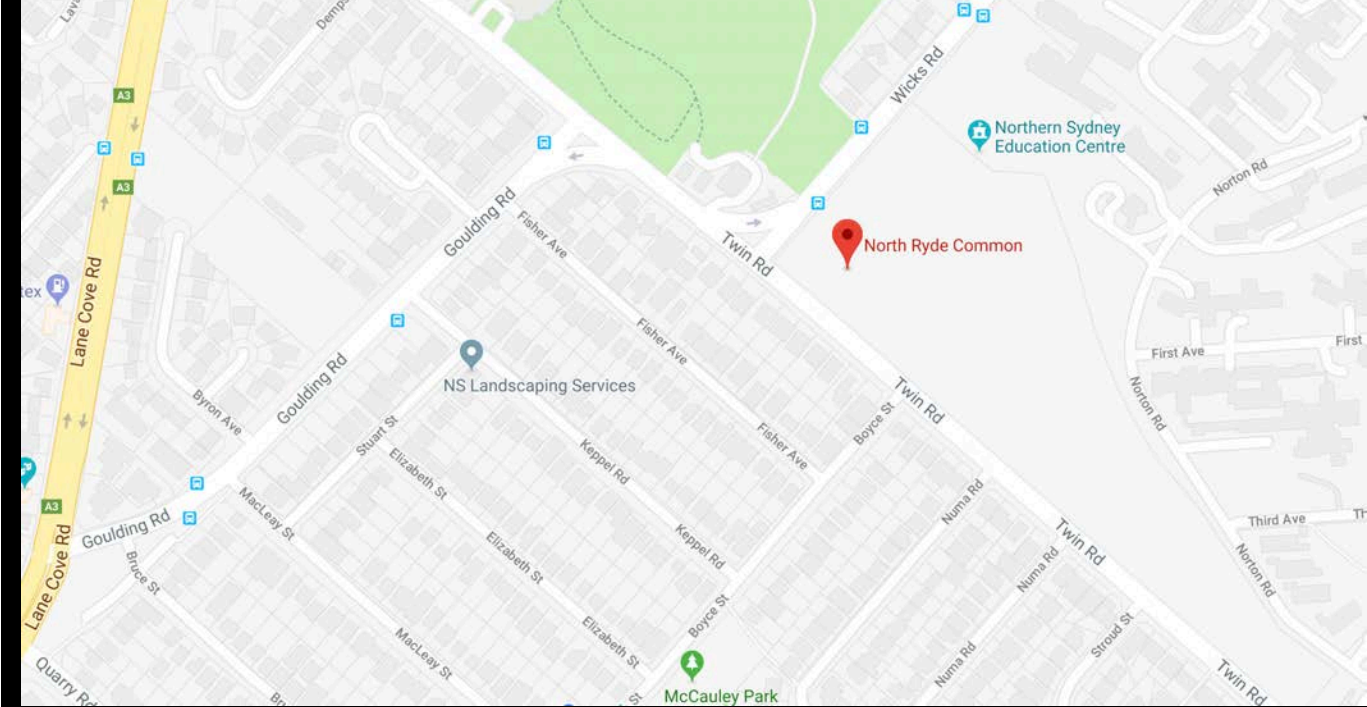 Wicks Rd
A3
Northern Sydney
Education Centre
Norton Rd
A3
Goulding Rd
Fisher Ave
Twin Rd
North Ryde Common
Lane Cove Rd
Fisher Ave
First Ave
First
NS Landscaping Services
Goulding Rd
Byron Ave
Stuart St
Twin Rd
Boyce St
Norton Rd
Fisher Ave
Keppel Rd
Elizabeth St
MacLeay St
Numa Rd
A3
Goulding Rd
Third Ave
Twin Rd
Keppel Rd
Elizabeth St
Bruce St
Lane Cove Rd
Numa Rd
Norton Rd
Boyce St
Elizabeth St
MacLeay St
Stroud St
Numa Rd
Quarry Rd
Twin Rd
McCauley Park
St